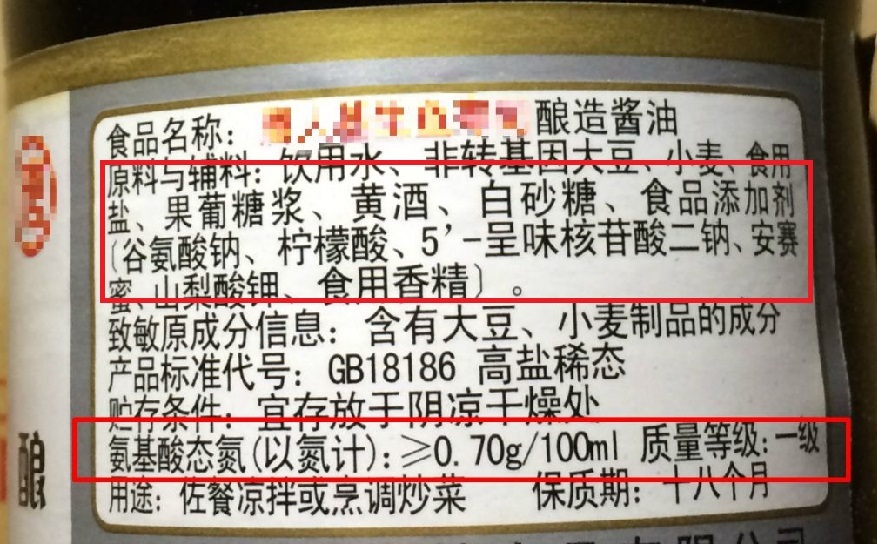 食品名称: 酿造酱油
原料与辅料: 饮用水、非转基因大豆、小麦、食用
盐、果葡糖浆、黄酒、白砂糖、食品添加剂
(谷氨酸钠、柠檬酸、5'-呈味核苷酸二钠、安赛
蜜、山梨酸钾、食用香精)。
致敏原成分信息: 含有大豆、小麦制品的成分
产品标准代号: GB18186 高盐稀态
贮存条件: 宜存放于阴凉干燥处
氨基酸态氮(以氮计):≥0.70g/100ml 质量等级:一级
用途: 佐餐凉拌或烹调炒菜 保质期: 十八个月
酿